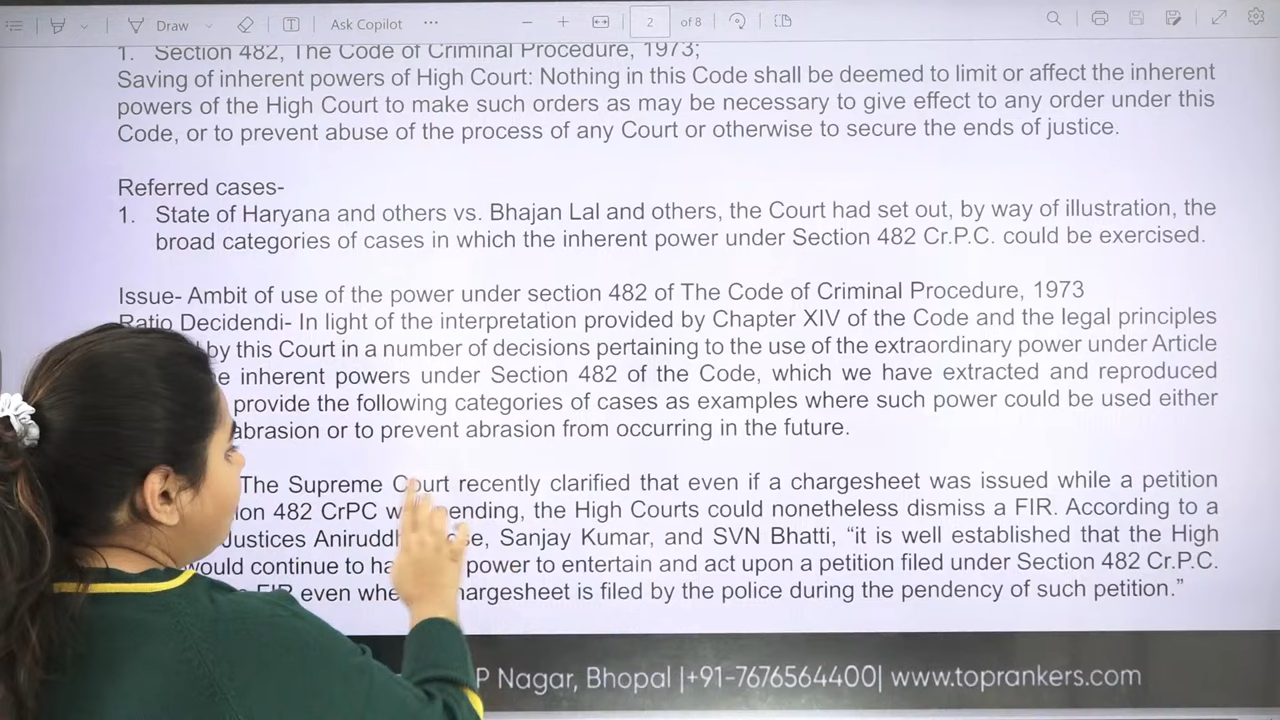 Draw
Ask Copilot
2
of 8
1. Section 482, The Code of Criminal Procedure, 1973;
Saving of inherent powers of High Court: Nothing in this Code shall be deemed to limit or affect the inherent
powers of the High Court to make such orders as may be necessary to give effect to any order under this
Code, or to prevent abuse of the process of any Court or otherwise to secure the ends of justice.
Referred cases-
1. State of Haryana and others vs. Bhajan Lal and others, the Court had set out, by way of illustration, the
broad categories of cases in which the inherent power under Section 482 Cr.P.C. could be exercised.
Issue- Ambit of use of the power under section 482 of The Code of Criminal Procedure, 1973
Ratio Decidendi- In light of the interpretation provided by Chapter XIV of the Code and the legal principles
by this Court in a number of decisions pertaining to the use of the extraordinary power under Article
inherent powers under Section 482 of the Code, which we have extracted and reproduced
provide the following categories of cases as examples where such power could be used either
abrasion or to prevent abrasion from occurring in the future.
The Supreme Court recently clarified that even if a chargesheet was issued while a petition
482 CrPC pending, the High Courts could nonetheless dismiss a FIR. According to a
Justices Sanjay Kumar, and SVN Bhatti, “it is well established that the High
would continue to power to entertain and act upon a petition filed under Section 482 Cr.P.C.
FIR even chargesheet is filed by the police during the pendency of such petition.”
P Nagar, Bhopal |+91-7676564400| www.toprankers.com